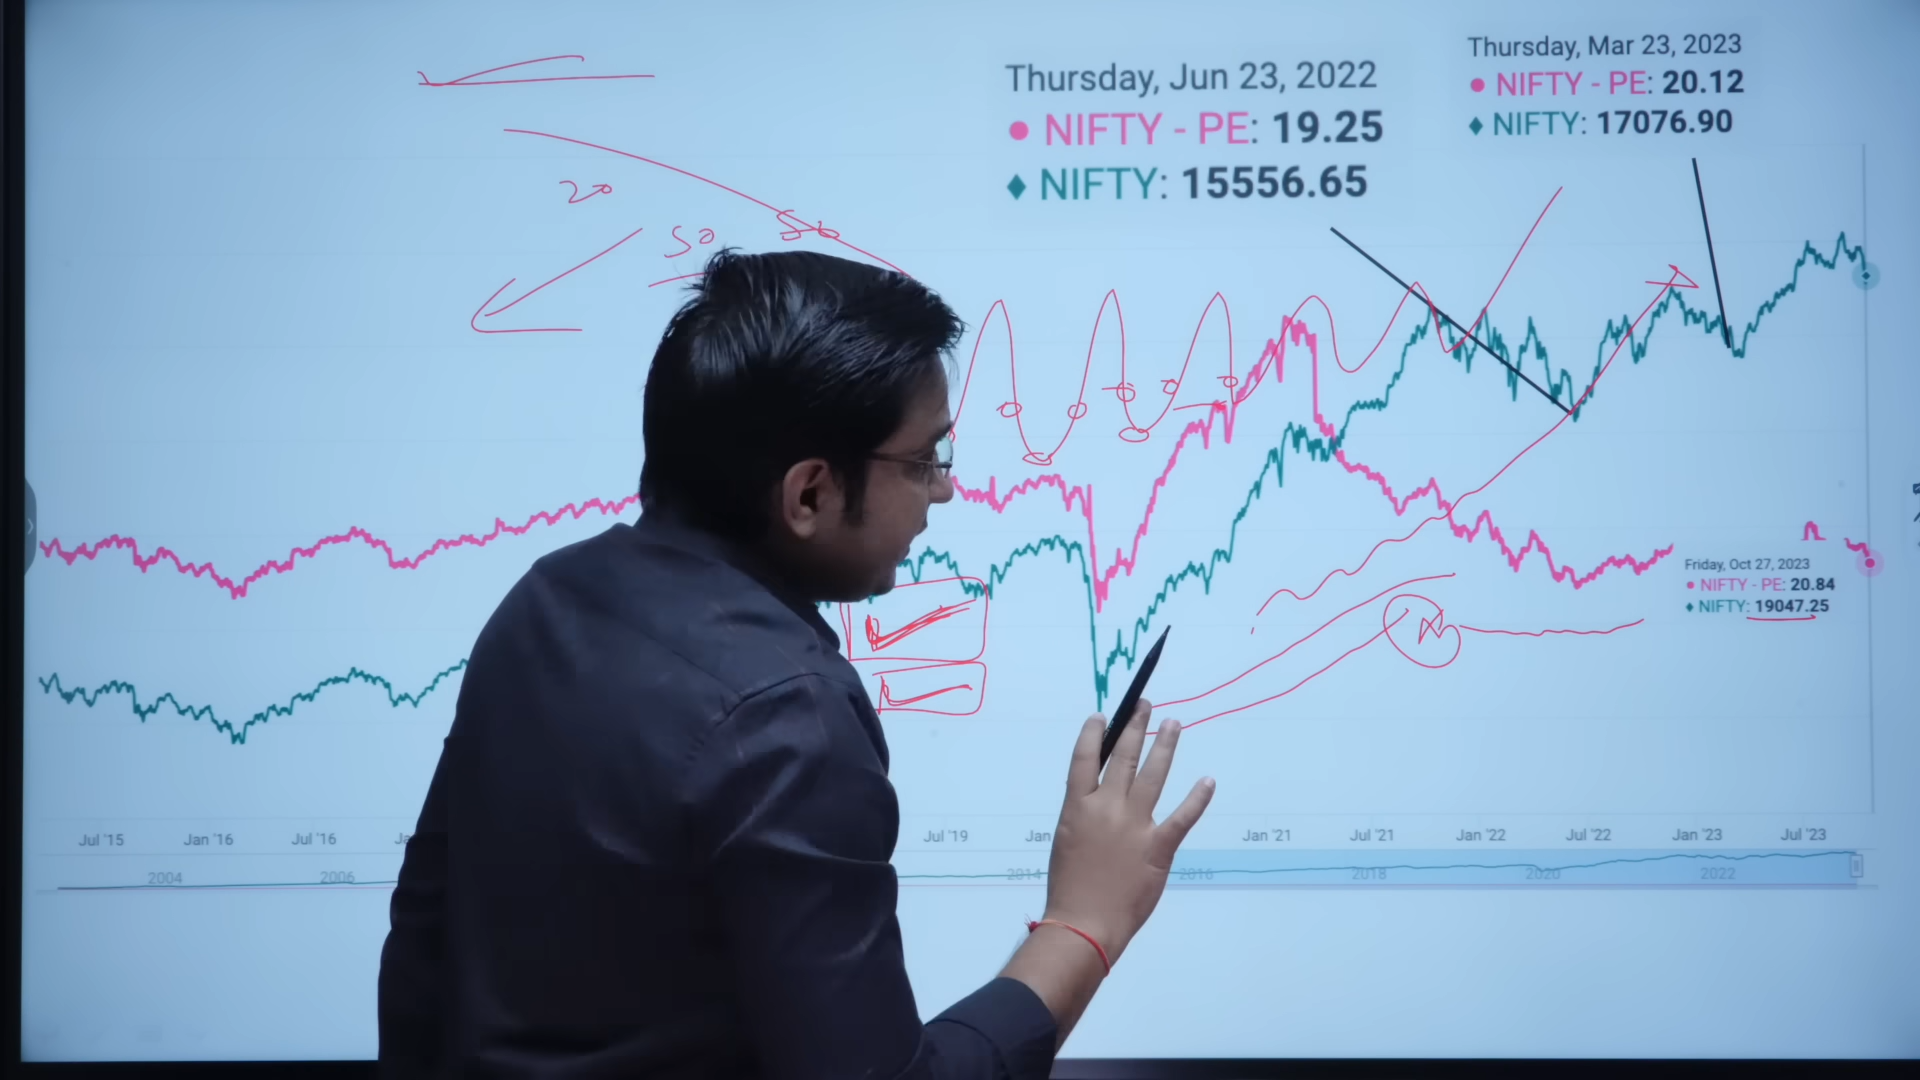 Thursday, Jun 23, 2022
NIFTY - PE: 19.25
NIFTY: 15556.65
Thursday, Mar 23, 2023
NIFTY - PE: 20.12
NIFTY: 17076.90
20
50
50
Friday, Oct 27, 2023
NIFTY - PE: 20.84
NIFTY: 19047.25
Jul '15 Jan '16 Jul '16 Jul '19 Jan Jan '21 Jul '21 Jan '22 Jul '22 Jan '23 Jul '23
2004 2006 2014 2016 2018 2020 2022